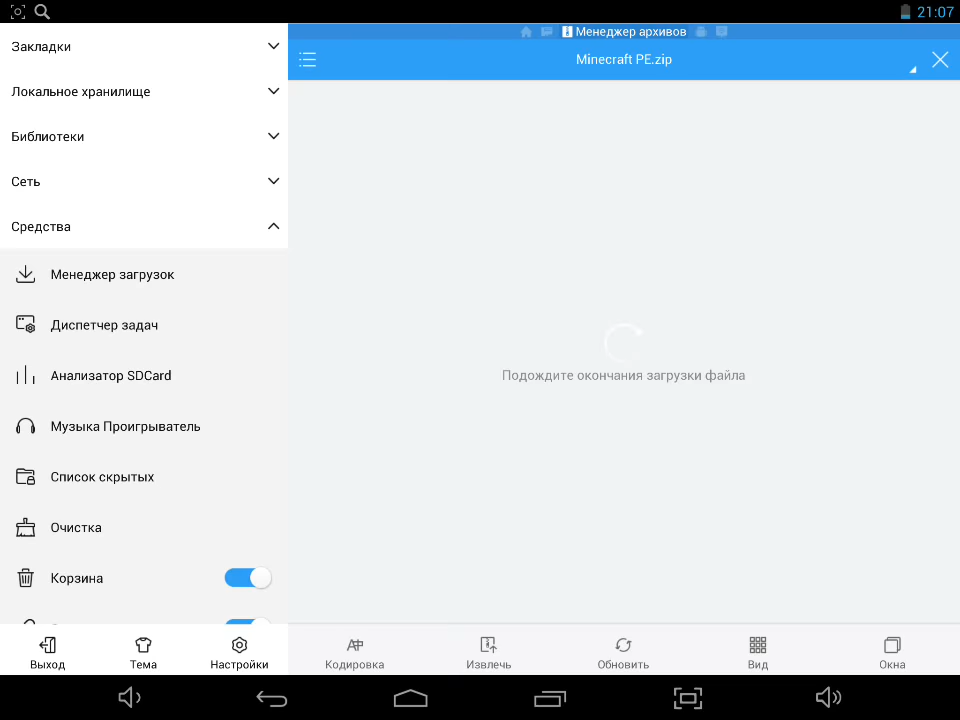 21:07
Закладки
Локальное хранилище
Библиотеки
Сеть
Средства
Менеджер загрузок
Диспетчер задач
Анализатор SDCard
Музыка Проигрыватель
Список скрытых
Очистка
Корзина
Выход
Тема
Настройки
Менеджер архивов
Minecraft PE.zip
Подождите окончания загрузки файла
Кодировка
Извлечь
Обновить
Вид
Окна